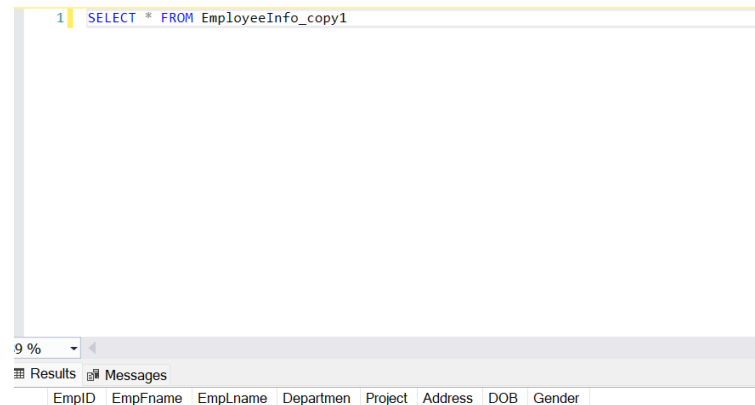 1 SELECT * FROM EmployeeInfo_copy1
9 %
Results Messages
EmpID EmpFname EmpLname Departmen Project Address DOB Gender